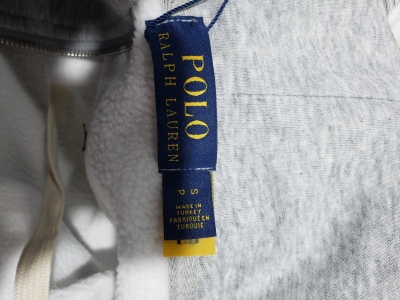 POLO
RALPH LAUREN
S
P
MADE IN
TURKEY
FABRIQUÉ EN
TURQUIE